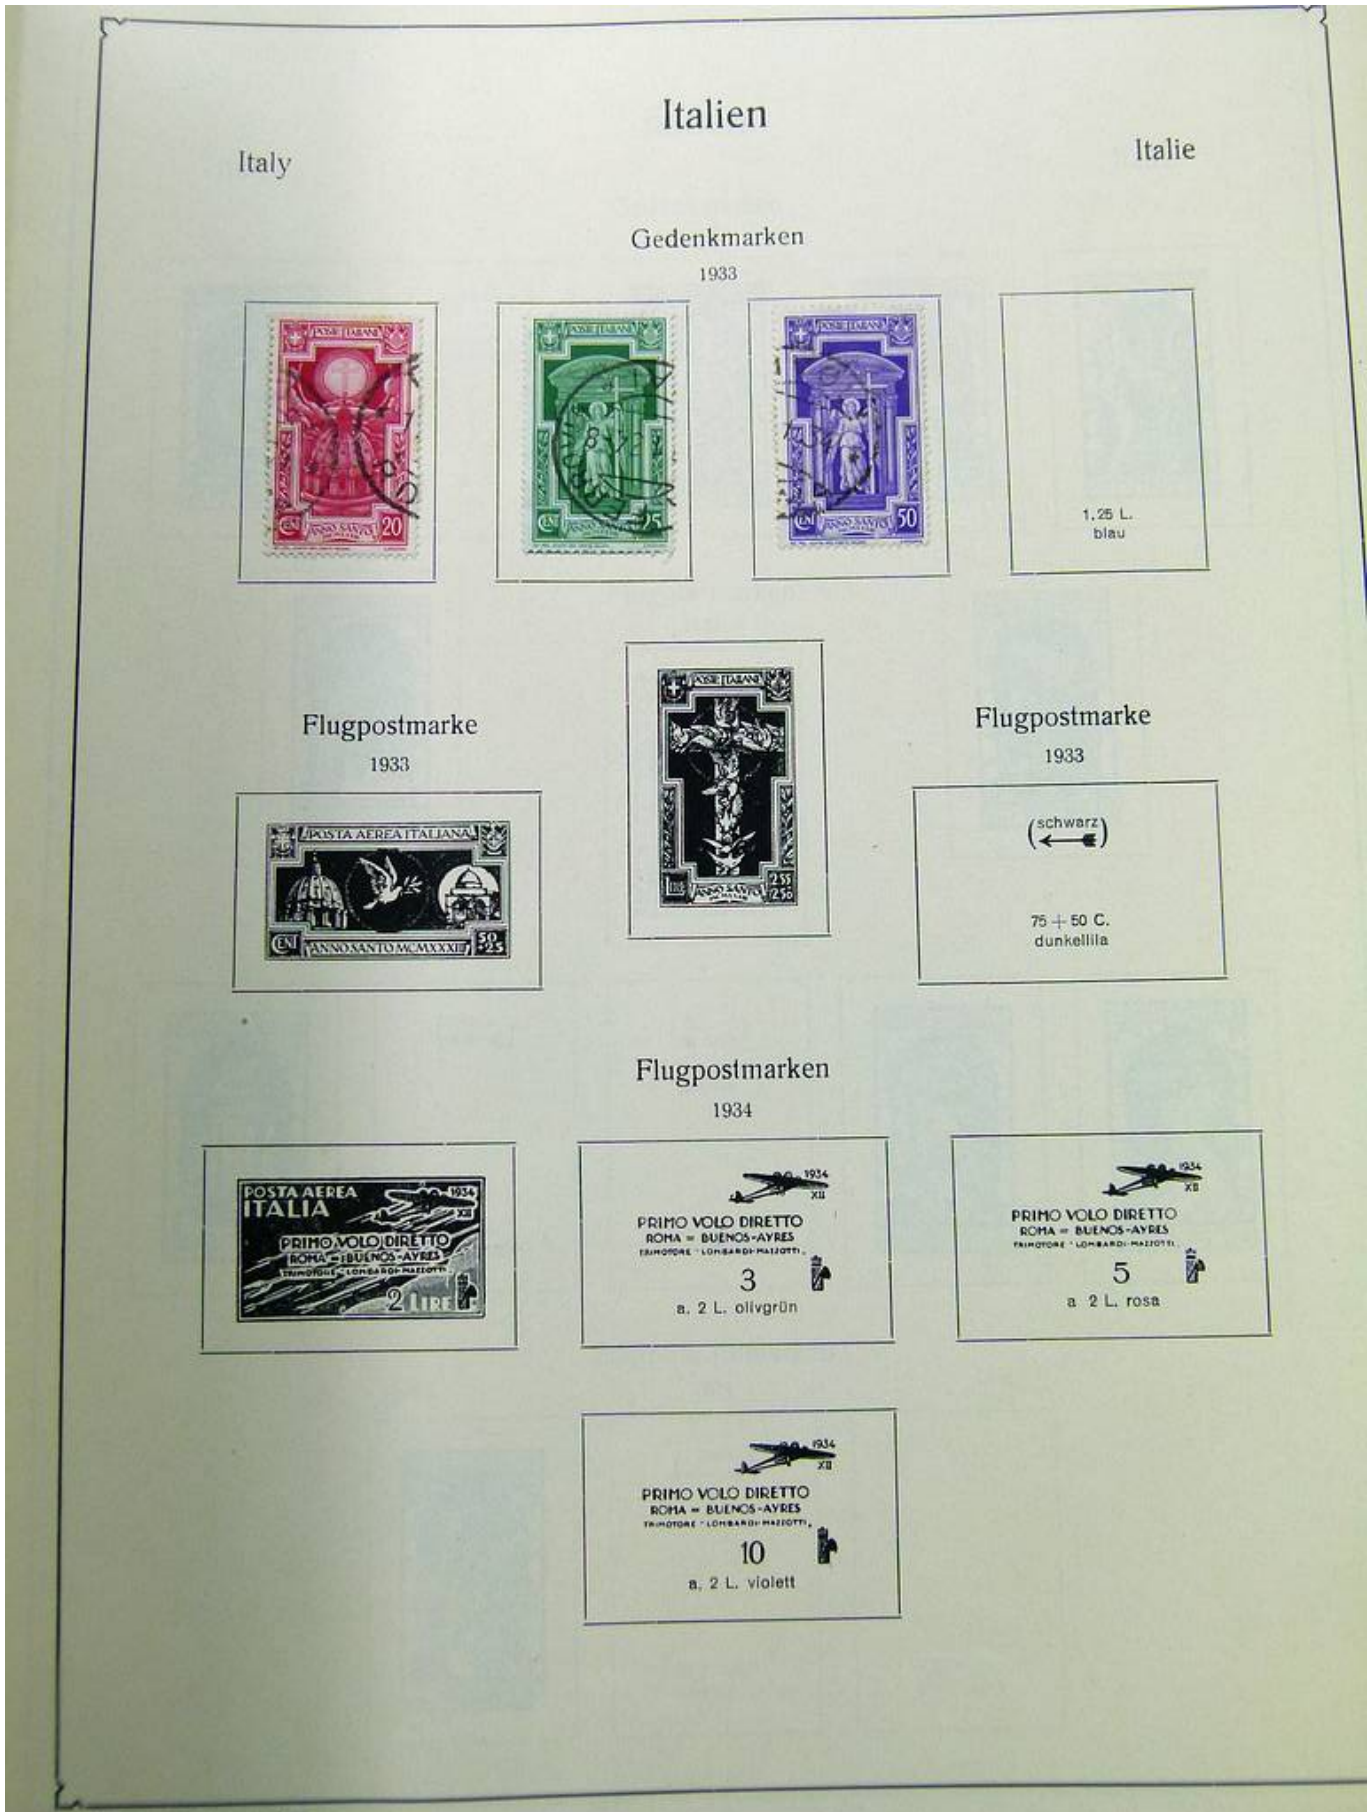 Italien
Italy
Italie
Gedenkmarken
1933
POSTE ITALIANE
CENT
ANNO SANTO
20
POSTE ITALIANE
CENT
ANNO SANTO
25
POSTE ITALIANE
CENT
ANNO SANTO
50
1,25 L.
blau
POSTE ITALIANE
LIRE
ANNO SANTO
2.55
+2.50
Flugpostmarke
1933
POSTA AEREA ITALIANA
CENT
ANNO SANTO MCMXXXIII
50
+25
Flugpostmarke
1933
(schwarz)
75 + 50 C.
dunkellila
Flugpostmarken
1934
POSTA AEREA
ITALIA
1934
XII
PRIMO VOLO DIRETTO
ROMA = BUENOS-AYRES
TRIMOTORE "LOMBARDI-MAZZOTTI"
2 LIRE
1934
XII
PRIMO VOLO DIRETTO
ROMA = BUENOS-AYRES
TRIMOTORE "LOMBARDI-MAZZOTTI"
3
a. 2 L. olivgrün
1934
XII
PRIMO VOLO DIRETTO
ROMA = BUENOS-AYRES
TRIMOTORE "LOMBARDI-MAZZOTTI"
5
a 2 L. rosa
1934
XII
PRIMO VOLO DIRETTO
ROMA = BUENOS-AYRES
TRIMOTORE "LOMBARDI-MAZZOTTI"
10
a. 2 L. violett